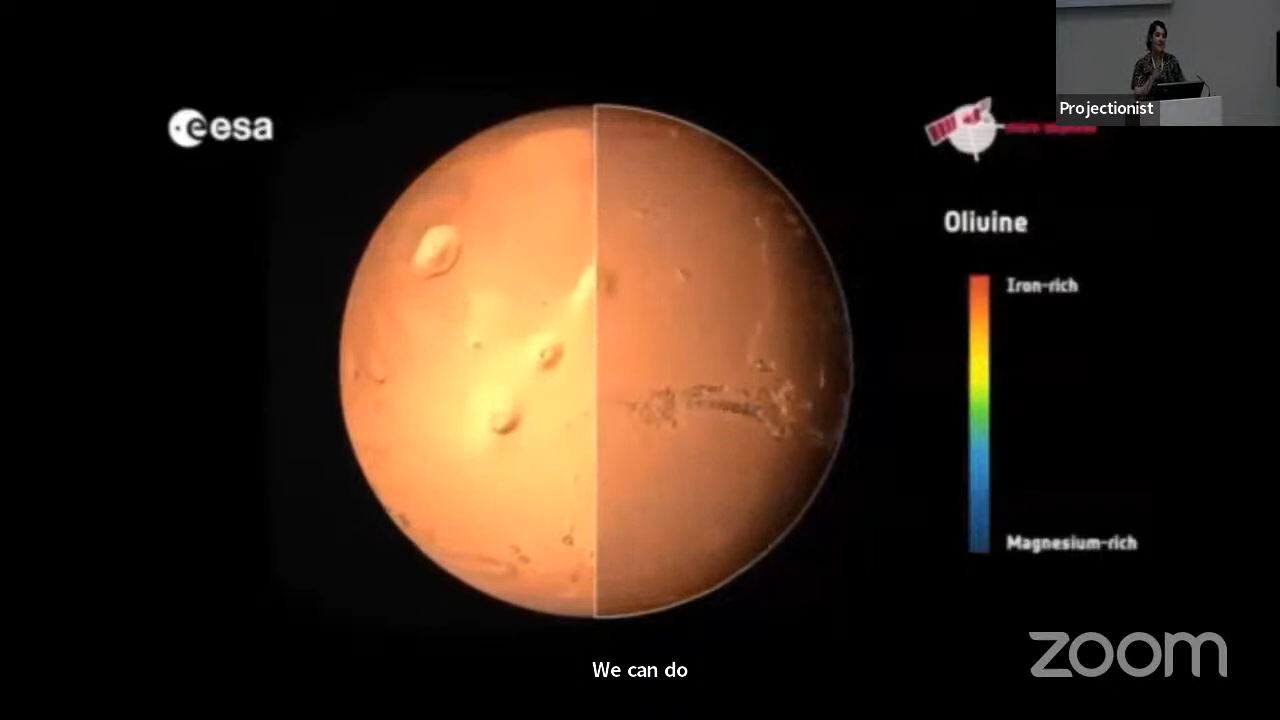 esa
Projectionist
Olivine
Iron-rich
Magnesium-rich
We can do
zoom